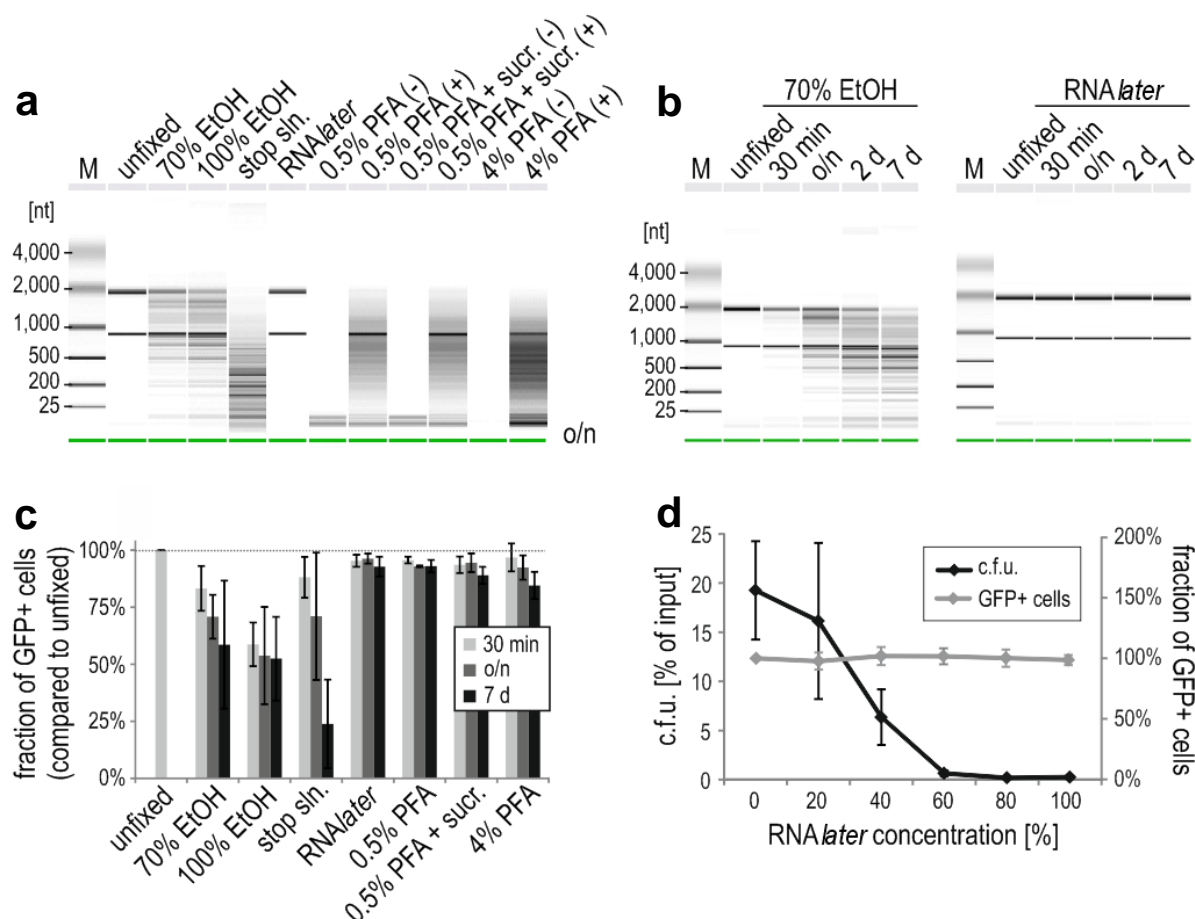 a
M
unfixed
70% EtOH
100% EtOH
stop sln.
RNAlater
0.5% PFA (-)
0.5% PFA (+)
0.5% PFA + sucr. (-)
0.5% PFA + sucr. (+)
4% PFA (-)
4% PFA (+)
[nt]
4,000
2,000
1,000
500
200
25
o/n
b
70% EtOH
RNAlater
M
unfixed
30 min
o/n
2 d
7 d
M
unfixed
30 min
o/n
2 d
7 d
[nt]
4,000
2,000
1,000
500
200
25
c
fraction of GFP+ cells
(compared to unfixed)
100%
75%
50%
25%
0%
30 min
o/n
7 d
unfixed
70% EtOH
100% EtOH
stop sln.
RNAlater
0.5% PFA
0.5% PFA + sucr.
4% PFA
d
c.f.u. [% of input]
25
20
15
10
5
0
c.f.u.
GFP+ cells
200%
150%
100%
50%
0%
fraction of
GFP+ cells
0 20 40 60 80 100
RNAlater concentration [%]